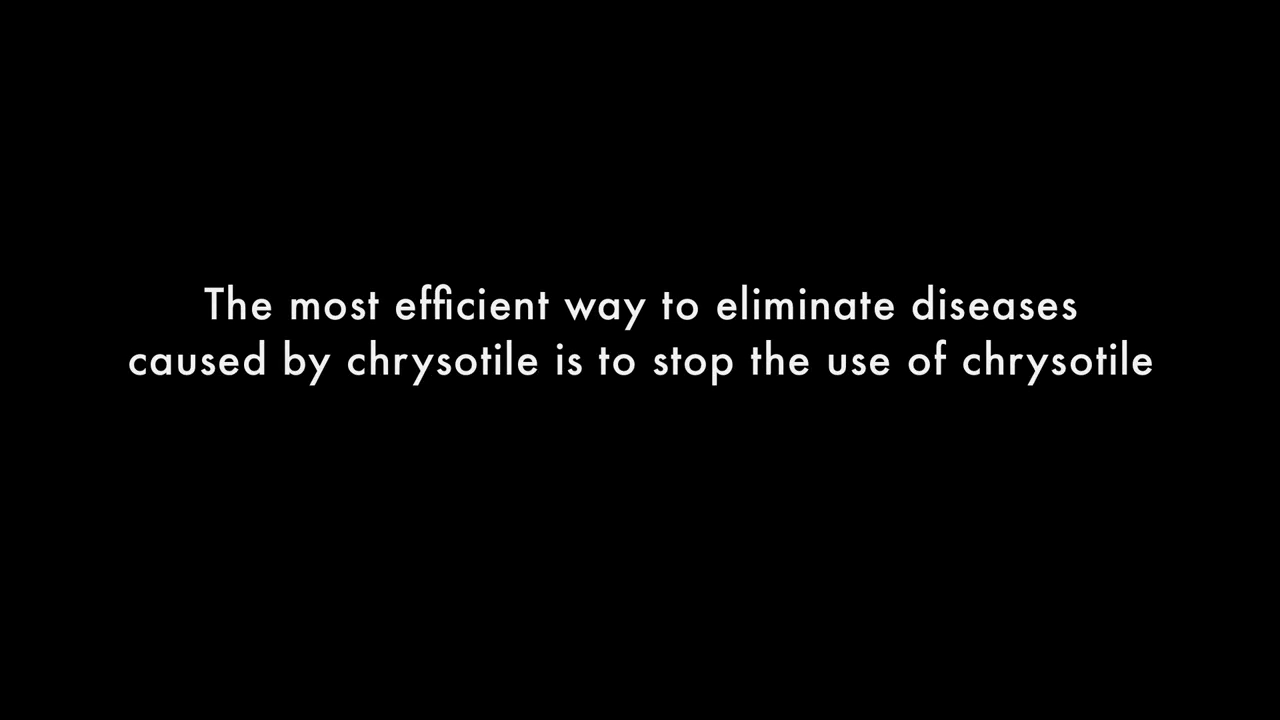 The most efficient way to eliminate diseases
caused by chrysotile is to stop the use of chrysotile